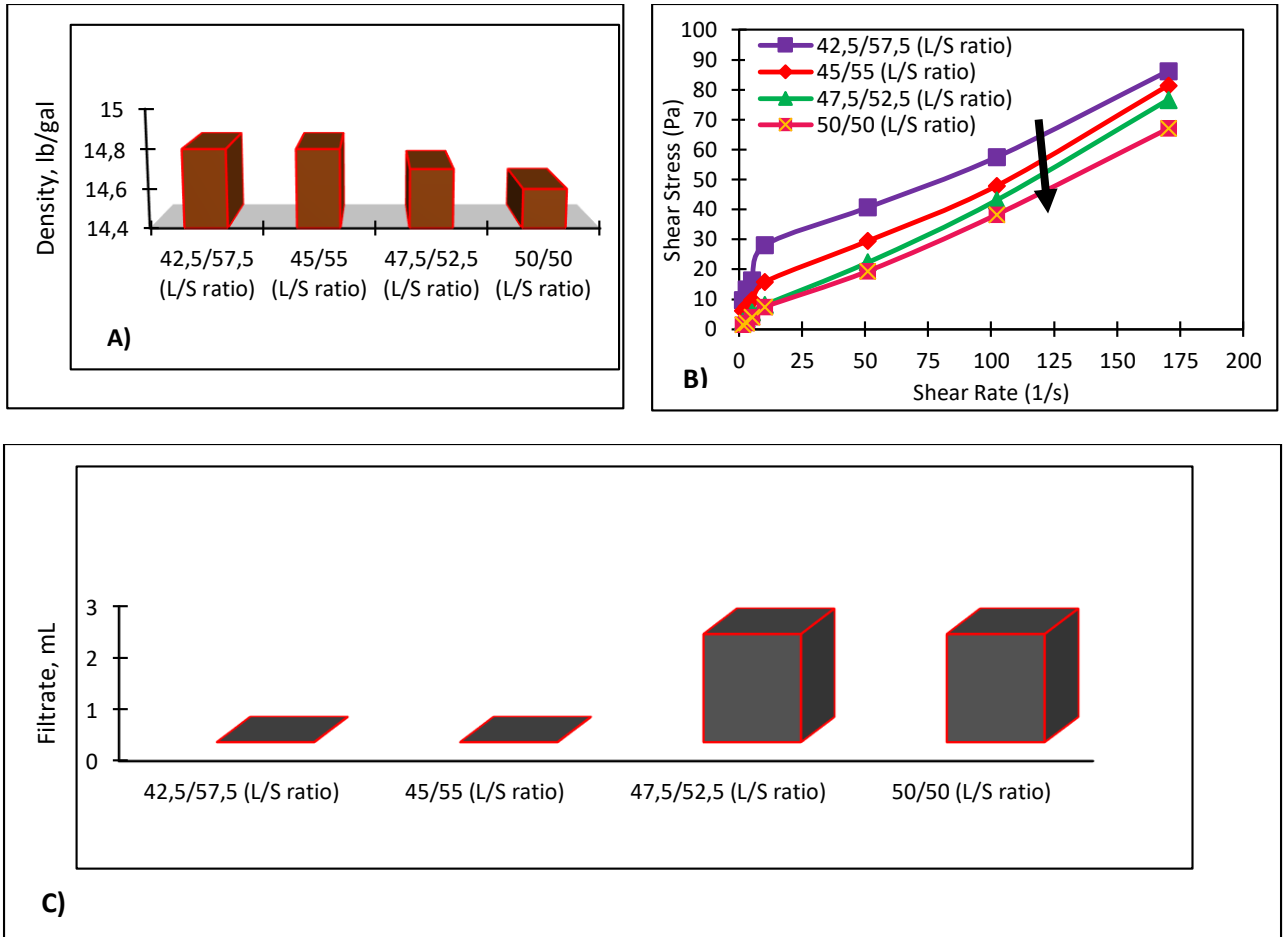 Density, lb/gal
15
14,8
14,6
14,4
42,5/57,5
(L/S ratio)
45/55
(L/S ratio)
47,5/52,5
(L/S ratio)
50/50
(L/S ratio)
A)
Shear Stress (Pa)
100
90
80
70
60
50
40
30
20
10
0
42,5/57,5 (L/S ratio)
45/55 (L/S ratio)
47,5/52,5 (L/S ratio)
50/50 (L/S ratio)
0 25 50 75 100 125 150 175 200
Shear Rate (1/s)
B)
Filtrate, mL
3
2
1
0
42,5/57,5 (L/S ratio) 45/55 (L/S ratio) 47,5/52,5 (L/S ratio) 50/50 (L/S ratio)
C)